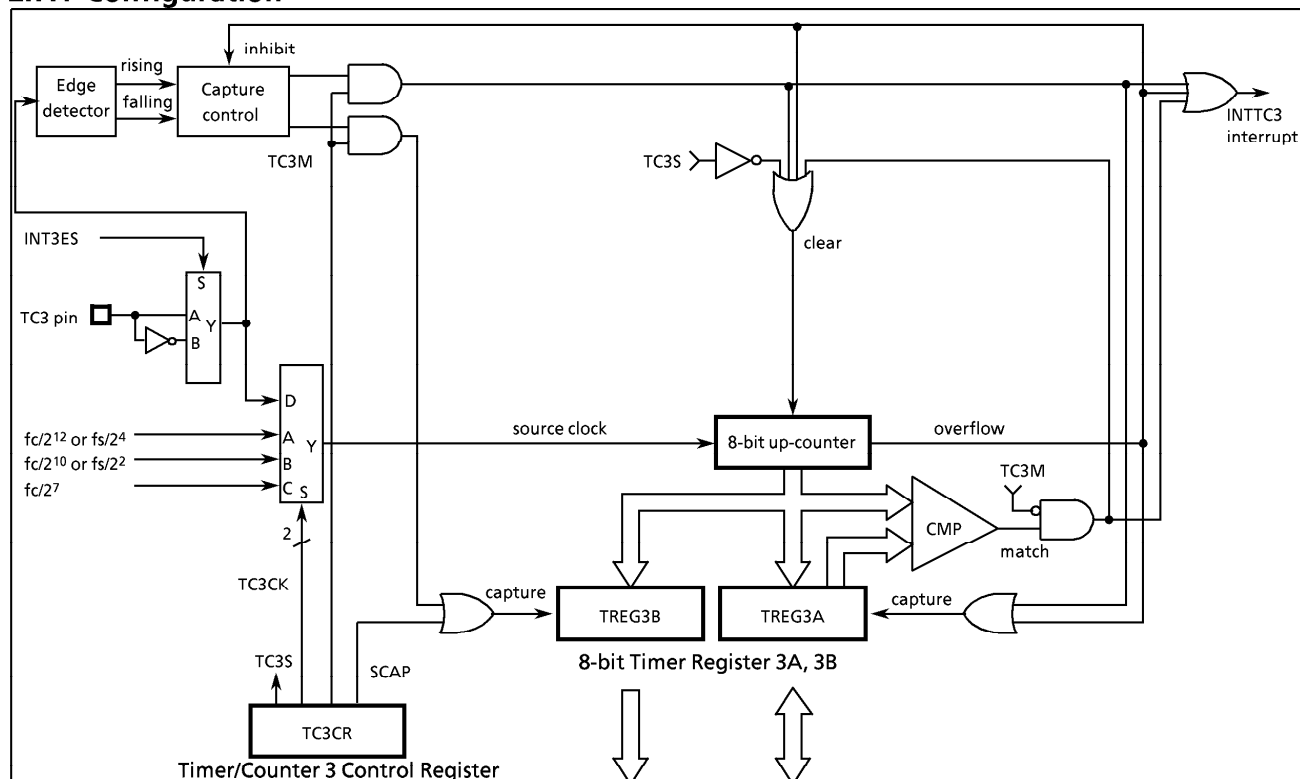 inhibit
rising
falling
Edge
detector
Capture
control
TC3M
TC3S
INTTC3
interrupt
clear
INT3ES
S
TC3 pin
A
Y
B
D
fc/2¹² or fs/2⁴
A
Y
fc/2¹⁰ or fs/2²
B
fc/2⁷
C
S
source clock
8-bit up-counter
overflow
TC3M
CMP
match
2
TC3CK
capture
TREG3B
TREG3A
capture
8-bit Timer Register 3A, 3B
TC3S
SCAP
TC3CR
Timer/Counter 3 Control Register